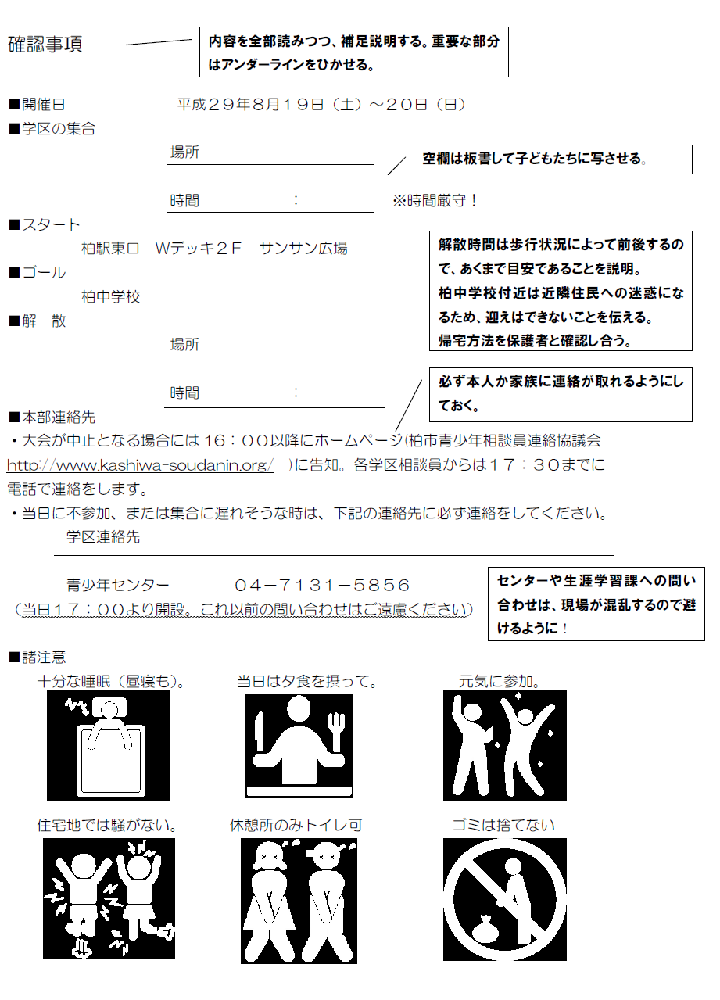 確認事項
内容を全部読みつつ、補足説明する。重要な部分
はアンダーラインをひかせる。
■開催日 平成２９年８月１９日（土）～２０日（日）
■学区の集合
場所
空欄は板書して子どもたちに写させる。
時間 ： ※時間厳守！
■スタート
柏駅東口 Wデッキ２Ｆ サンサン広場
■ゴール
柏中学校
■解 散
解散時間は歩行状況によって前後するの
で、あくまで目安であることを説明。
柏中学校付近は近隣住民への迷惑にな
るため、迎えはできないことを伝える。
帰宅方法を保護者と確認し合う。
場所
時間 ：
必ず本人か家族に連絡が取れるようにし
ておく。
■本部連絡先
・大会が中止となる場合には 16：００以降にホームページ(柏市青少年相談員連絡協議会
http://www.kashiwa-soudanin.org/ )に告知。各学区相談員からは１７：３０までに
電話で連絡をします。
・当日に不参加、または集合に遅れそうな時は、下記の連絡先に必ず連絡をしてください。
学区連絡先
青少年センター ０４－７１３１－５８５６
（当日１７：００より開設。これ以前の問い合わせはご遠慮ください）
センターや生涯学習課への問い
合わせは、現場が混乱するので避
けるように！
■諸注意
十分な睡眠（昼寝も）。 当日は夕食を摂って。 元気に参加。
住宅地では騒がない。 休憩所のみトイレ可 ゴミは捨てない